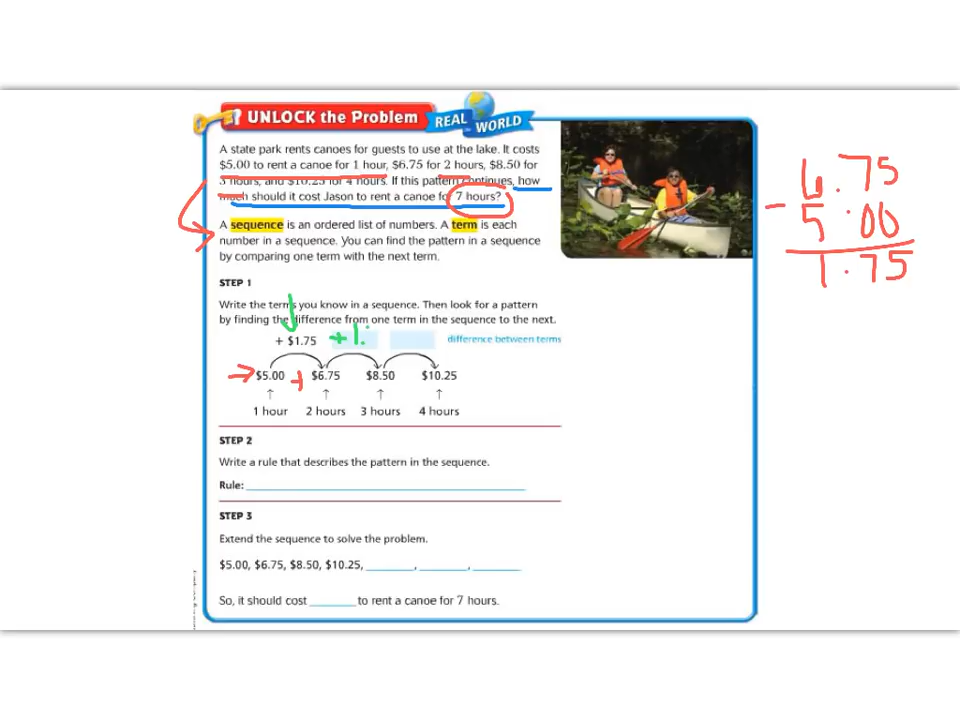 UNLOCK the Problem REAL WORLD
A state park rents canoes for guests to use at the lake. It costs
$5.00 to rent a canoe for 1 hour, $6.75 for 2 hours, $8.50 for
3 hours, and $10.25 for 4 hours. If this pattern continues, how
much should it cost Jason to rent a canoe for 7 hours?
A sequence is an ordered list of numbers. A term is each
number in a sequence. You can find the pattern in a sequence
by comparing one term with the next term.
STEP 1
Write the terms you know in a sequence. Then look for a pattern
by finding the difference from one term in the sequence to the next.
+ $1.75 +1. difference between terms
$5.00 + $6.75 $8.50 $10.25
1 hour 2 hours 3 hours 4 hours
STEP 2
Write a rule that describes the pattern in the sequence.
Rule:
STEP 3
Extend the sequence to solve the problem.
$5.00, $6.75, $8.50, $10.25, , ,
So, it should cost to rent a canoe for 7 hours.
6.75
- 5.00
1.75